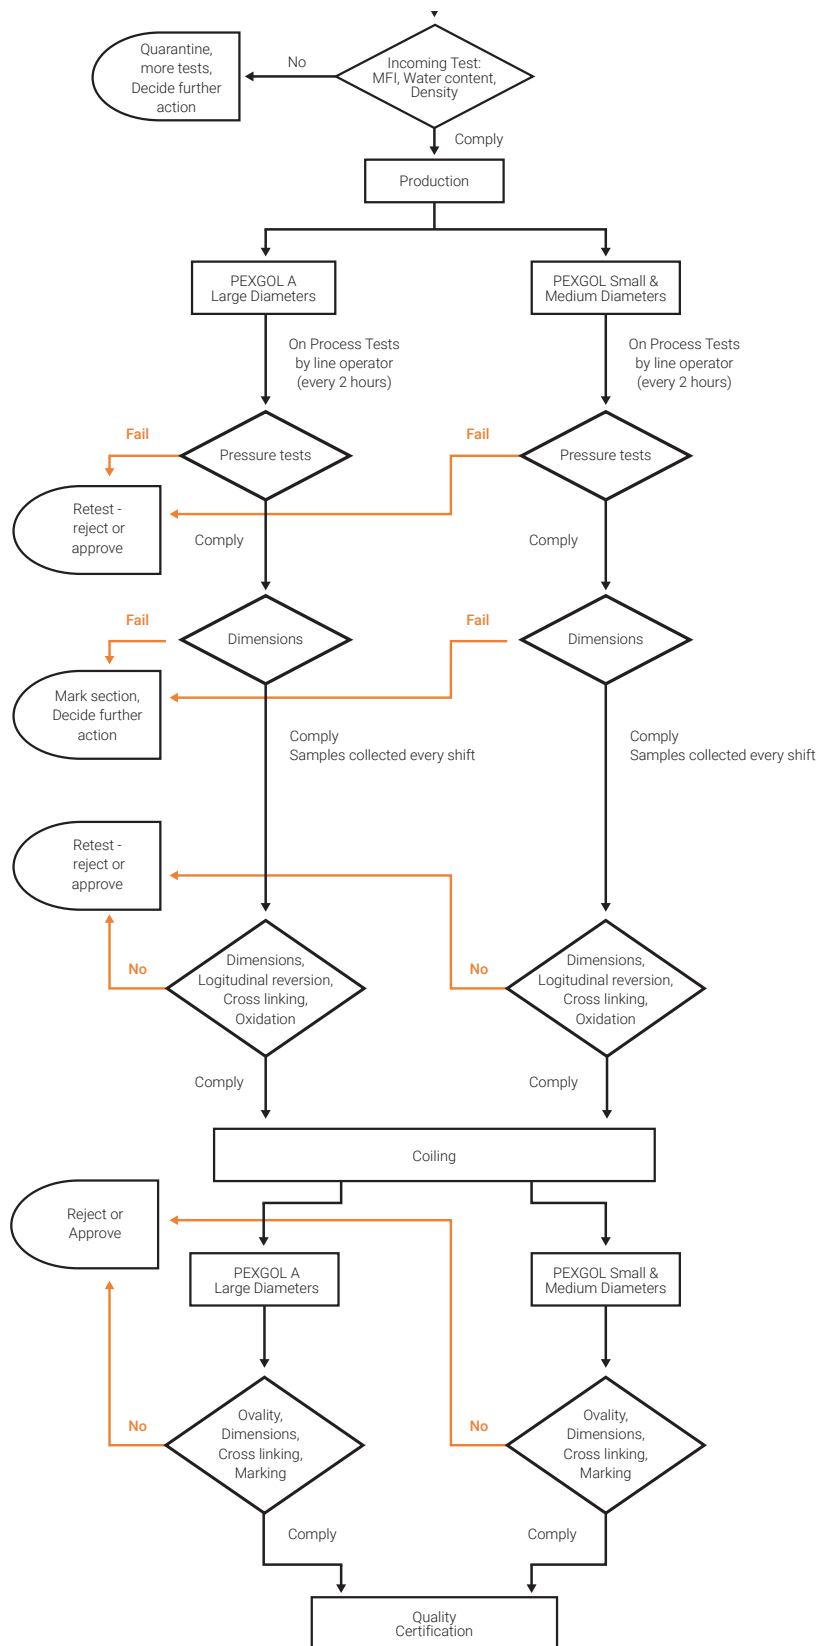 Quarantine,
more tests,
Decide further
action
No
Incoming Test:
MFI, Water content,
Density
Comply
Production
PEXGOL A
Large Diameters
PEXGOL Small &
Medium Diameters
On Process Tests
by line operator
(every 2 hours)
On Process Tests
by line operator
(every 2 hours)
Fail
Pressure tests
Fail
Pressure tests
Retest -
reject or
approve
Comply
Comply
Fail
Dimensions
Fail
Dimensions
Mark section,
Decide further
action
Comply
Samples collected every shift
Comply
Samples collected every shift
Retest -
reject or
approve
No
Dimensions,
Logitudinal reversion,
Cross linking,
Oxidation
No
Dimensions,
Logitudinal reversion,
Cross linking,
Oxidation
Comply
Comply
Coiling
Reject or
Approve
PEXGOL A
Large Diameters
PEXGOL Small &
Medium Diameters
No
Ovality,
Dimensions,
Cross linking,
Marking
No
Ovality,
Dimensions,
Cross linking,
Marking
Comply
Comply
Quality
Certification